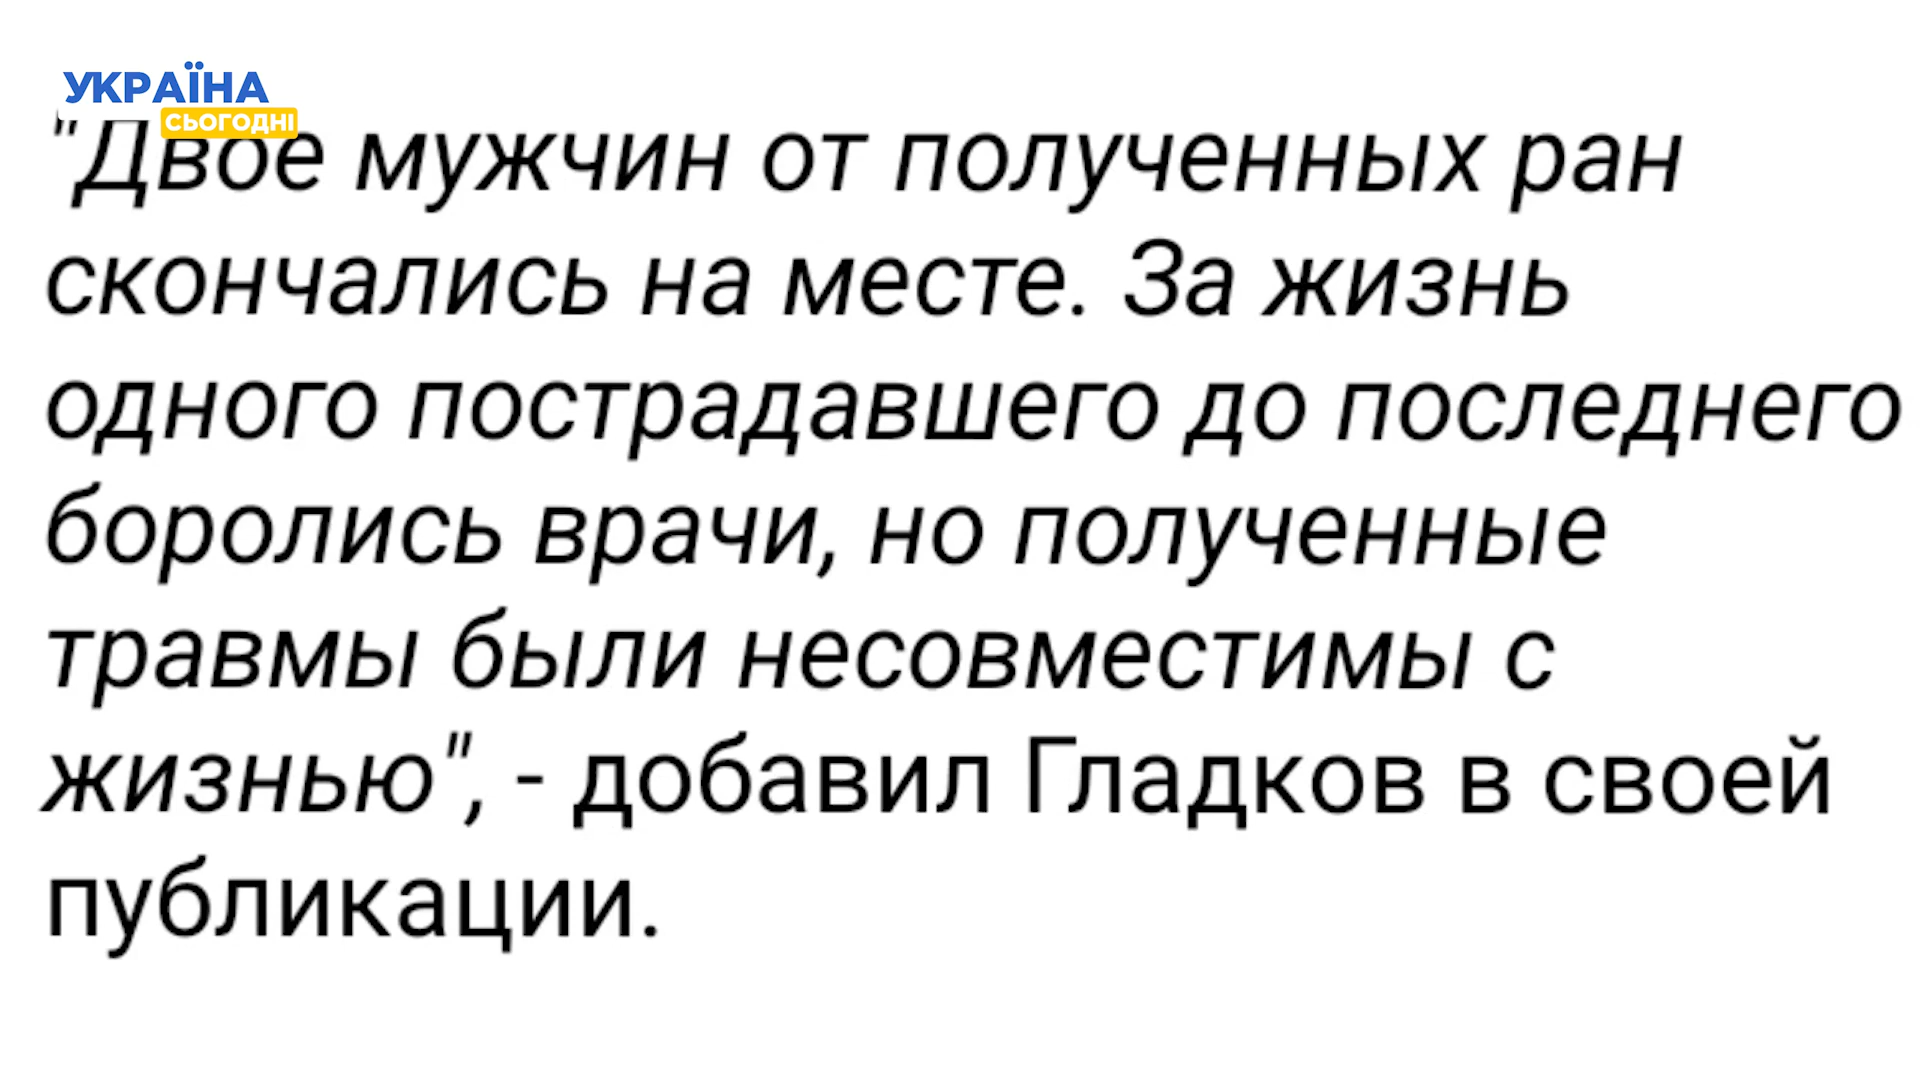 УКРАЇНА
СЬОГОДНІ
"Двое мужчин от полученных ран
скончались на месте. За жизнь
одного пострадавшего до последнего
боролись врачи, но полученные
травмы были несовместимы с
жизнью", - добавил Гладков в своей
публикации.